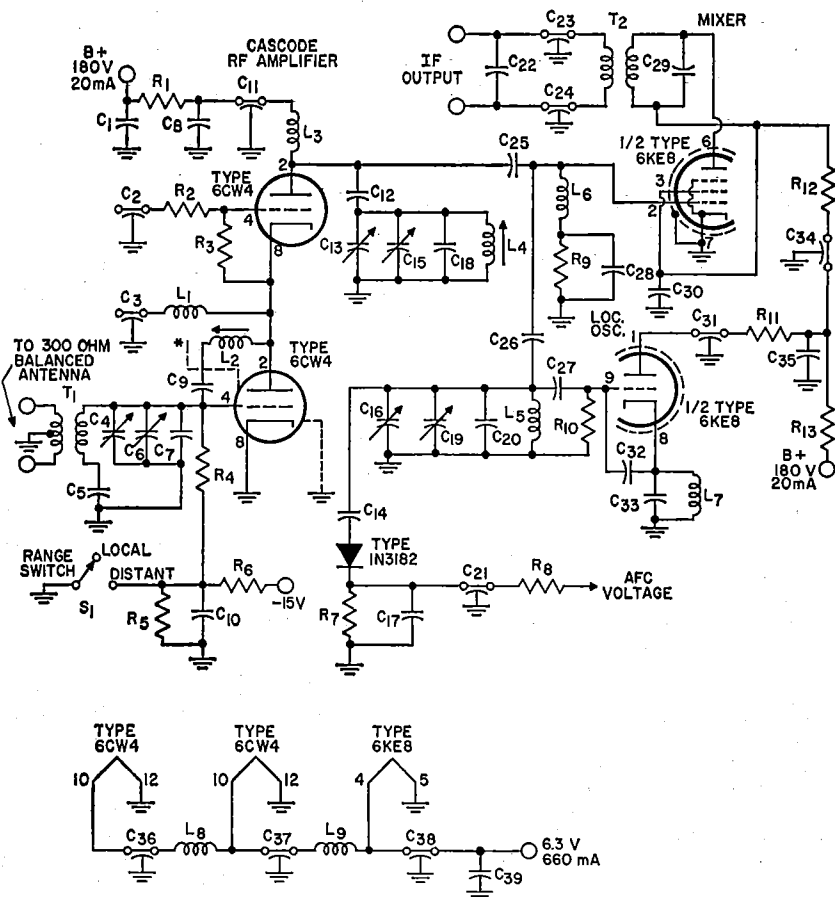 B+
180V
20mA
R1
C11
C1
C8
CASCODE
RF AMPLIFIER
L3
IF
OUTPUT
C22
C23
C24
T2
MIXER
C29
1/2 TYPE
6KE8
6
3
2
7
R12
C34
C2
R2
R3
TYPE
6CW4
2
4
8
C12
C13
C15
C18
L4
C25
L6
R9
C28
C30
C3
L1
*
L2
C9
TYPE
6CW4
2
4
8
C26
LOC.
OSC.
1
C31
R11
C35
R13
B+
180V
20mA
TO 300 OHM
BALANCED
ANTENNA
T1
C4
C6
C7
C5
R4
C16
C19
C20
L5
C27
R10
9
8
1/2 TYPE
6KE8
C32
C33
L7
RANGE
SWITCH
LOCAL
DISTANT
S1
R5
C10
R6
-15V
C14
TYPE
1N3182
R7
C17
C21
R8
AFC
VOLTAGE
TYPE
6CW4
10
12
TYPE
6CW4
10
12
TYPE
6KE8
4
5
C36
L8
C37
L9
C38
C39
6.3 V
660 mA